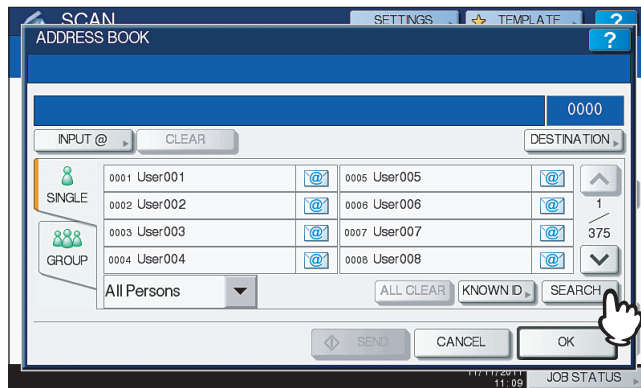 SCAN SETTINGS TEMPLATE ?
ADDRESS BOOK ?
0000
INPUT @ CLEAR DESTINATION
SINGLE
GROUP
0001 User001 @ 0005 User005 @
0002 User002 @ 0006 User006 @
0003 User003 @ 0007 User007 @
0004 User004 @ 0008 User008 @
1
375
All Persons ALL CLEAR KNOWN ID SEARCH
SEND CANCEL OK
11/11/2011
11:09 JOB STATUS